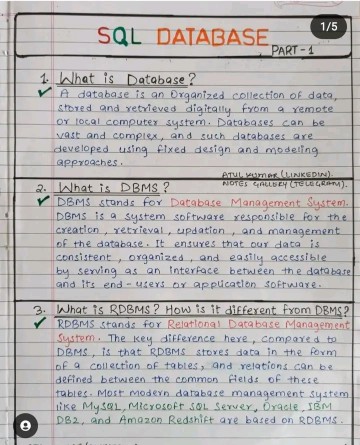 1/5
SQL DATABASE
PART-1
1. What is Database?
A database is an Organized collection of data,
stored and retrieved digitally from a remote
or local computer system. Databases can be
vast and complex, and such databases are
developed using fixed design and modeling
approaches.
ATUL KUMAR (LINKEDIN).
NOTES GALLERY (TELEGRAM).
2. What is DBMS?
DBMS stands for Database Management System.
DBMS is a system software responsible for the
creation, retrieval, updation, and management
of the database. It ensures that our data is
consistent, organized, and easily accessible
by serving as an interface between the database
and its end-users or application software.
3. What is RDBMS? How is it different from DBMS?
RDBMS stands for Relational Database Management
System. The key difference here, compared to
DBMS, is that RDBMS stores data in the form
of a collection of tables, and relations can be
defined between the common fields of these
tables. Most modern database management system
like MySQL, Microsoft SQL Server, Oracle, IBM
DB2, and Amazon Redshift are based on RDBMS.